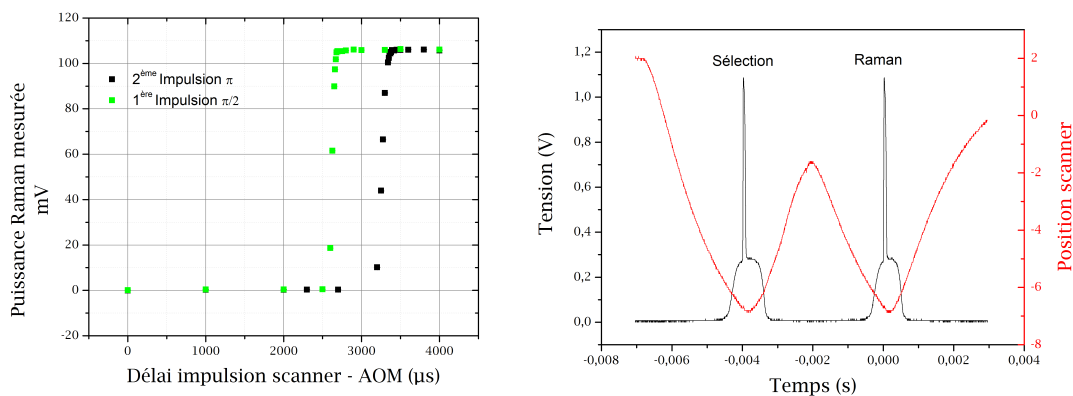 120
100
80
60
40
20
0
-20
0 1000 2000 3000 4000
Puissance Raman mesurée
mV
Délai impulsion scanner - AOM (µs)
2ème Impulsion π
1ère Impulsion π/2
1,2
1,0
0,8
0,6
0,4
0,2
0,0
Tension (V)
Sélection Raman
-0,008 -0,006 -0,004 -0,002 0,000 0,002 0,004
Temps (s)
2
0
-2
-4
-6
-8
Position scanner